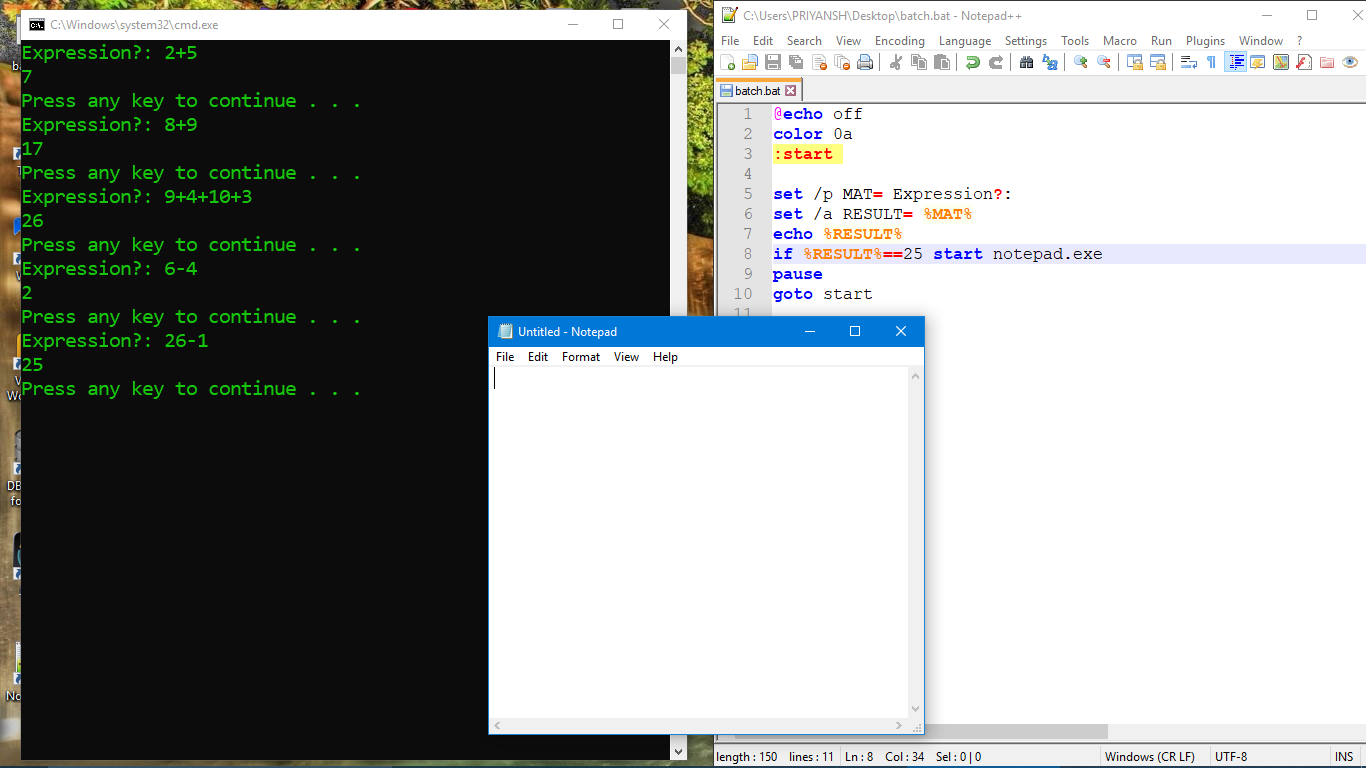 C:\Windows\system32\cmd.exe
Expression?: 2+5
7
Press any key to continue . . .
Expression?: 8+9
17
Press any key to continue . . .
Expression?: 9+4+10+3
26
Press any key to continue . . .
Expression?: 6-4
2
Press any key to continue . . .
Expression?: 26-1
25
Press any key to continue . . .
C:\Users\PRIYANSH\Desktop\batch.bat - Notepad++
File Edit Search View Encoding Language Settings Tools Macro Run Plugins Window ?
batch.bat
1 @echo off
2 color 0a
3 :start
4
5 set /p MAT= Expression?:
6 set /a RESULT= %MAT%
7 echo %RESULT%
8 if %RESULT%==25 start notepad.exe
9 pause
10 goto start
11
Untitled - Notepad
File Edit Format View Help
length : 150 lines : 11 Ln : 8 Col : 34 Sel : 0 | 0 Windows (CR LF) UTF-8 INS